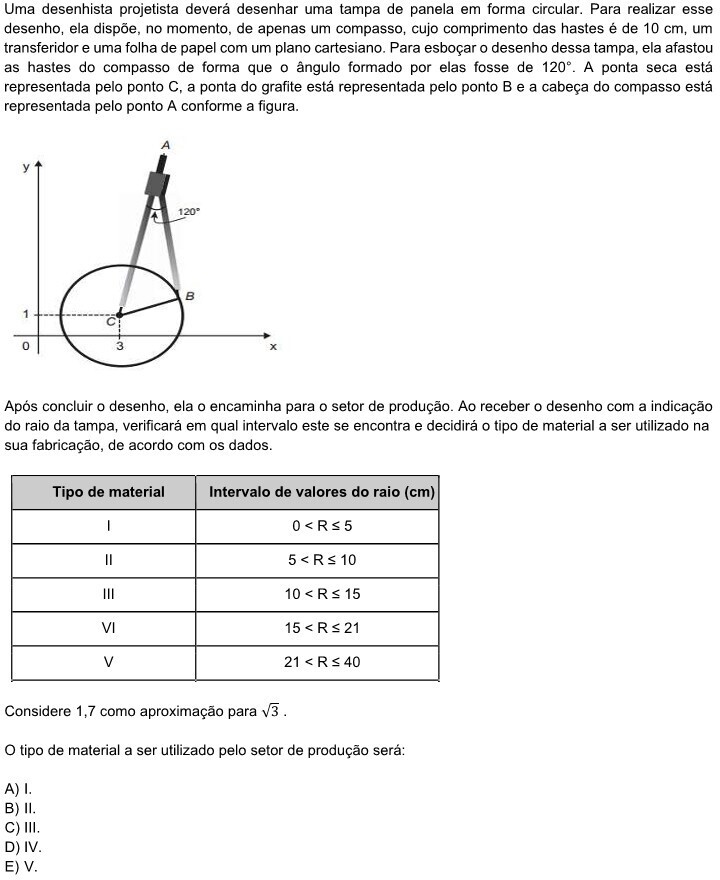 Uma desenhista projetista deverá desenhar uma tampa de panela em forma circular. Para realizar esse
desenho, ela dispõe, no momento, de apenas um compasso, cujo comprimento das hastes é de 10 cm, um
transferidor e uma folha de papel com um plano cartesiano. Para esboçar o desenho dessa tampa, ela afastou
as hastes do compasso de forma que o ângulo formado por elas fosse de 120°. A ponta seca está
representada pelo ponto C, a ponta do grafite está representada pelo ponto B e a cabeça do compasso está
representada pelo ponto A conforme a figura.
A
y
120°
B
1
C
0
3
x
Após concluir o desenho, ela o encaminha para o setor de produção. Ao receber o desenho com a indicação
do raio da tampa, verificará em qual intervalo este se encontra e decidirá o tipo de material a ser utilizado na
sua fabricação, de acordo com os dados.
Tipo de material Intervalo de valores do raio (cm)
I 0 < R ≤ 5
II 5 < R ≤ 10
III 10 < R ≤ 15
VI 15 < R ≤ 21
V 21 < R ≤ 40
Considere 1,7 como aproximação para √3 .
O tipo de material a ser utilizado pelo setor de produção será:
A) I.
B) II.
C) III.
D) IV.
E) V.